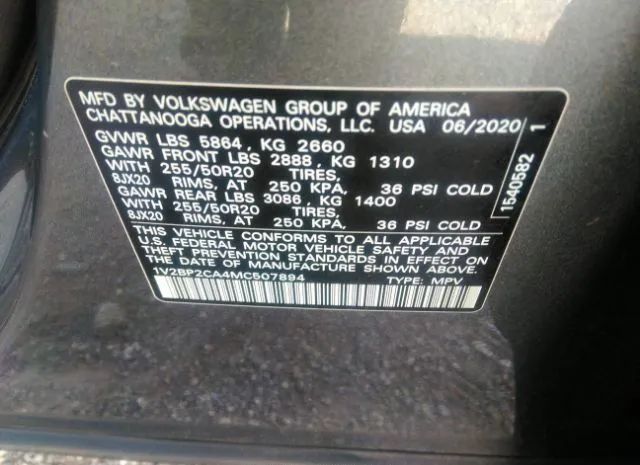 MFD BY VOLKSWAGEN GROUP OF AMERICA
CHATTANOOGA OPERATIONS, LLC. USA 06/2020
GVWR LBS 5864, KG 2660
GAWR FRONT LBS 2888, KG 1310
WITH 255/50R20 TIRES,
8JX20 RIMS, AT 250 KPA, 36 PSI COLD
GAWR REAR LBS 3086, KG 1400
WITH 255/50R20 TIRES,
8JX20 RIMS, AT 250 KPA, 36 PSI COLD
THIS VEHICLE CONFORMS TO ALL APPLICABLE
U.S. FEDERAL MOTOR VEHICLE SAFETY AND
THEFT PREVENTION STANDARDS IN EFFECT ON
THE DATE OF MANUFACTURE SHOWN ABOVE.
1V2BP2CA4MC507894 TYPE: MPV
1540582 1